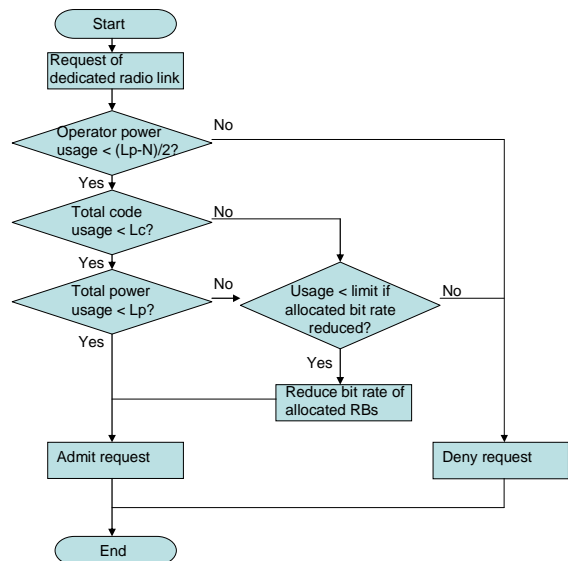 Start
Request of
dedicated radio link
Operator power
usage < (Lp-N)/2?
No
Yes
Total code
usage < Lc?
No
Yes
Total power
usage < Lp?
No
Yes
Usage < limit if
allocated bit rate
reduced?
No
Yes
Reduce bit rate of
allocated RBs
Admit request
Deny request
End